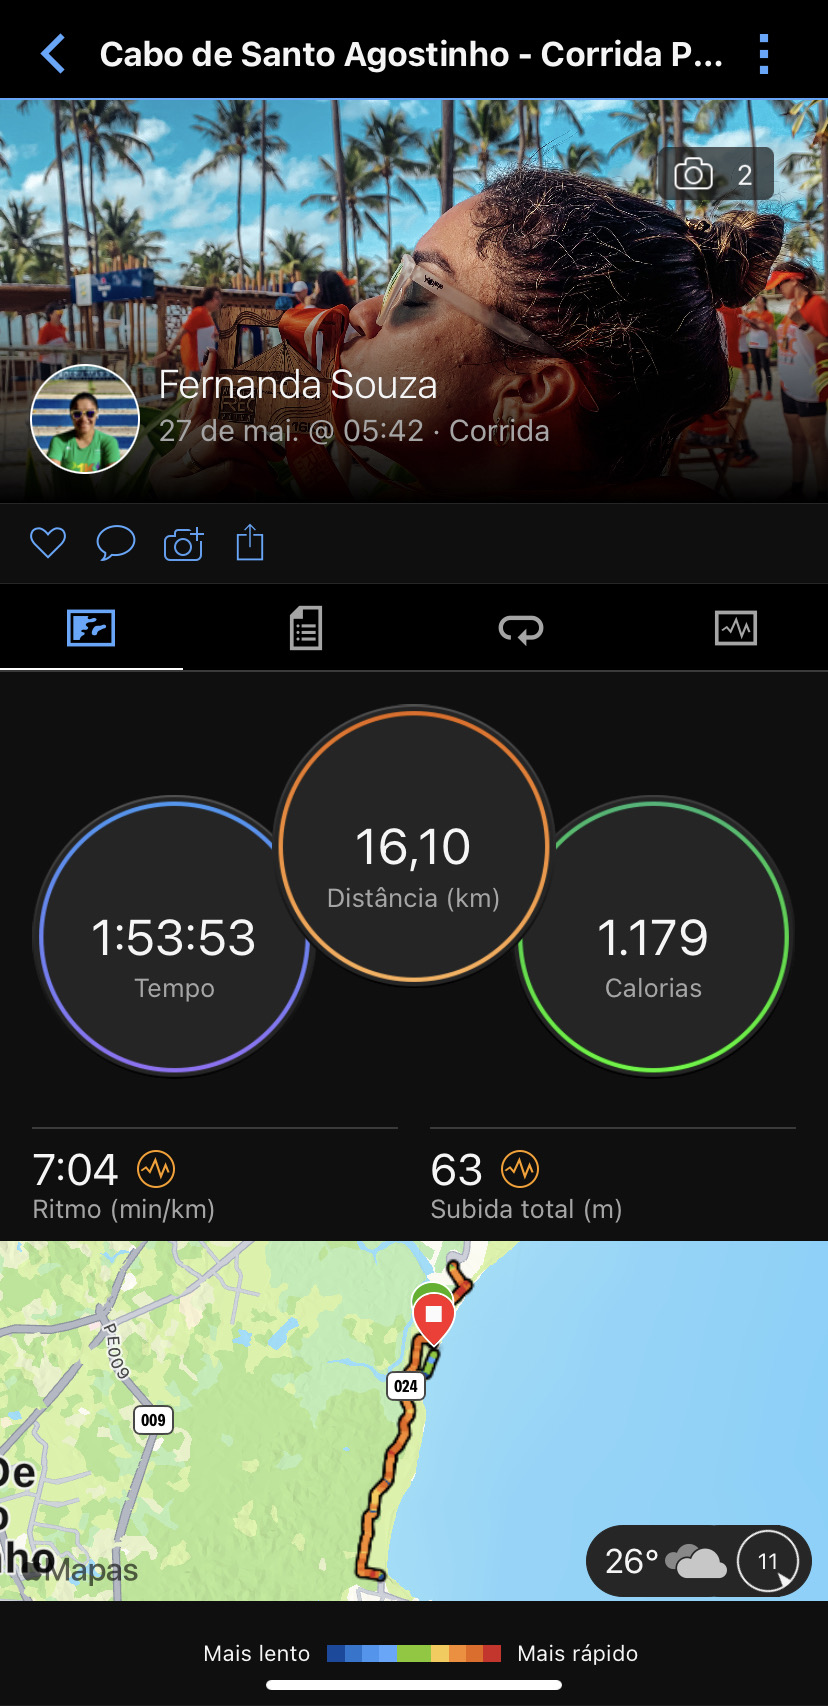 Cabo de Santo Agostinho - Corrida P...
2
Fernanda Souza
27 de mai. @ 05:42 · Corrida
16,10
Distância (km)
1:53:53
Tempo
1.179
Calorias
7:04
Ritmo (min/km)
63
Subida total (m)
PE009
024
009
De
o
nho
Mapas
26°
11
Mais lento
Mais rápido